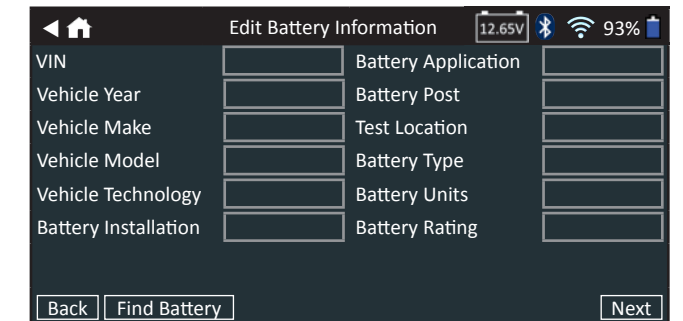 Edit Battery Information 12.65V 93%
VIN Battery Application
Vehicle Year Battery Post
Vehicle Make Test Location
Vehicle Model Battery Type
Vehicle Technology Battery Units
Battery Installation Battery Rating
Back Find Battery Next